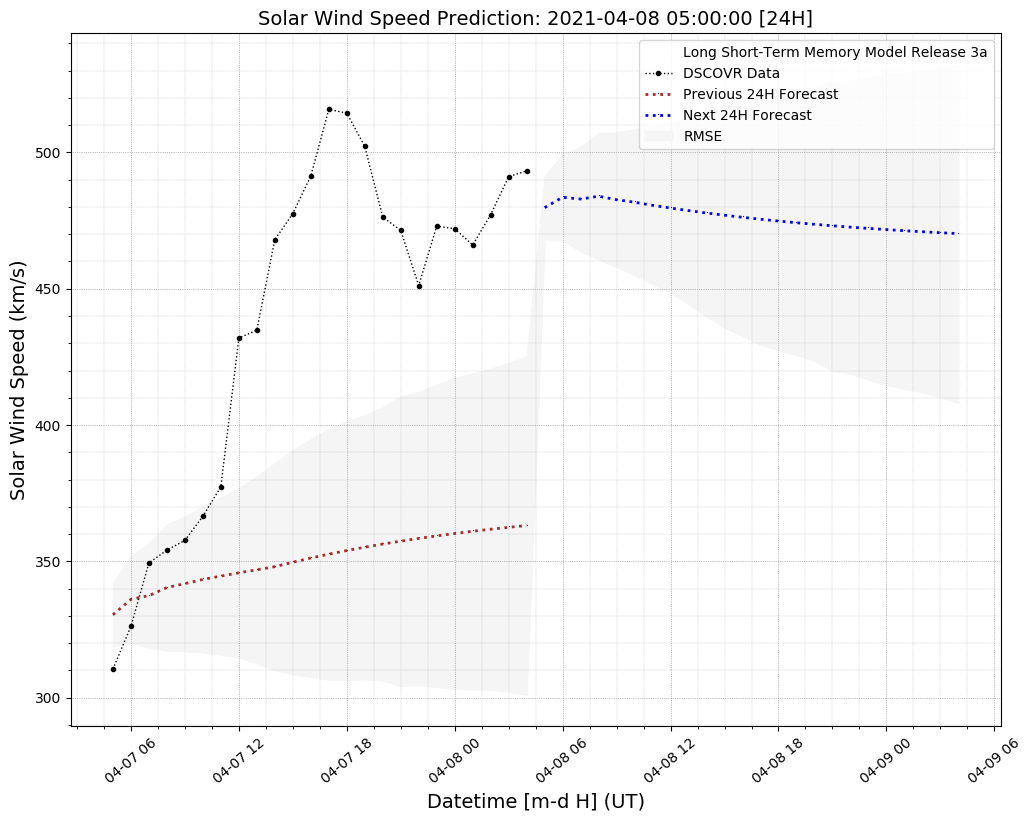 Solar Wind Speed Prediction: 2021-04-08 05:00:00 [24H]
Long Short-Term Memory Model Release 3a
DSCOVR Data
Previous 24H Forecast
Next 24H Forecast
RMSE
Solar Wind Speed (km/s)
500
450
400
350
300
04-07 06
04-07 12
04-07 18
04-08 00
04-08 06
04-08 12
04-08 18
04-09 00
04-09 06
Datetime [m-d H] (UT)